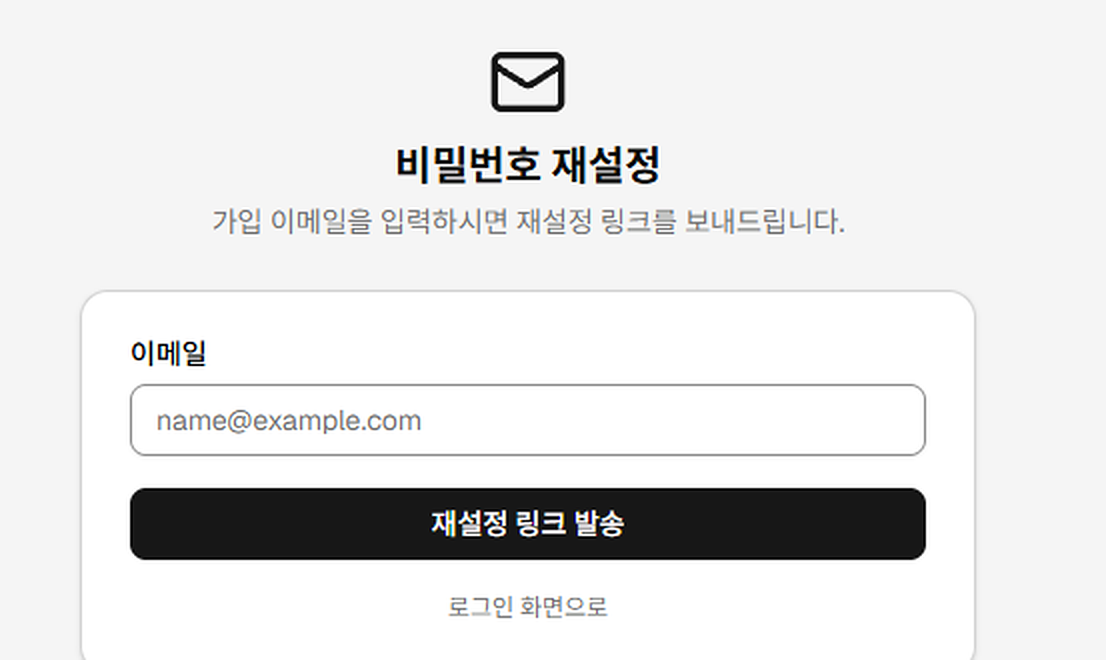 비밀번호 재설정
가입 이메일을 입력하시면 재설정 링크를 보내드립니다.
이메일
name@example.com
재설정 링크 발송
로그인 화면으로